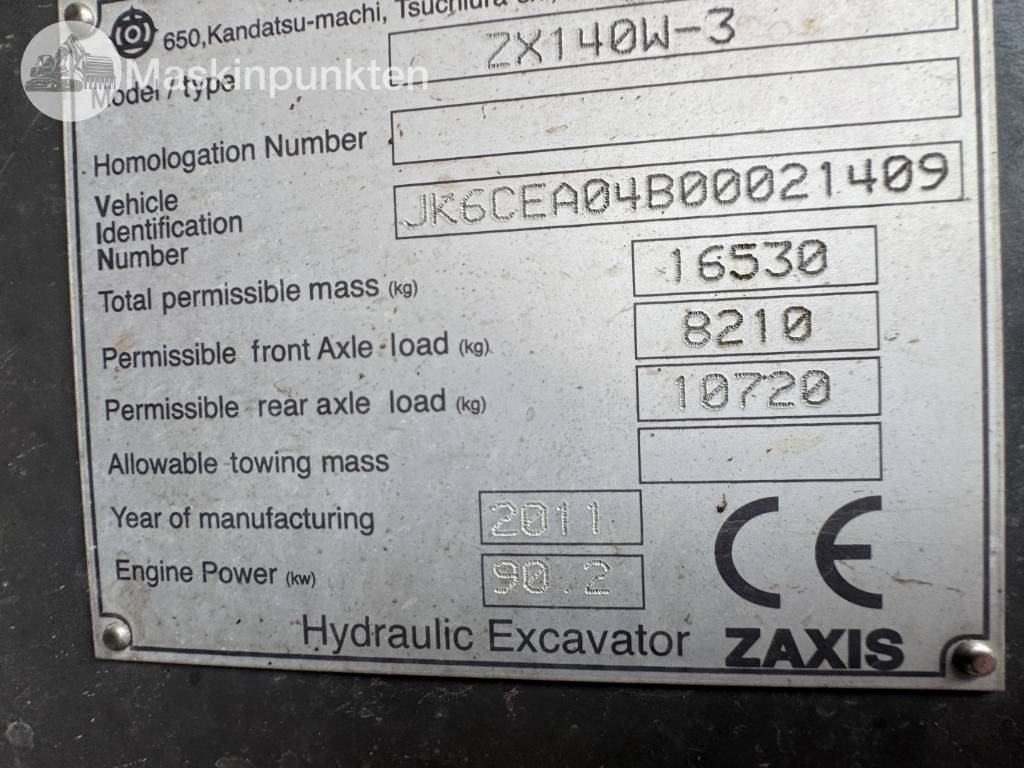 650,Kandatsu-machi,
Maskinpunkten
Model / type ZX140W-3
Homologation Number
Vehicle
Identification
Number JK6CEA04B00021409
Total permissible mass (kg) 16530
Permissible front Axle load (kg) 8210
Permissible rear axle load (kg) 10720
Allowable towing mass
Year of manufacturing 2011
Engine Power (kw) 90.2
CE
Hydraulic Excavator ZAXIS